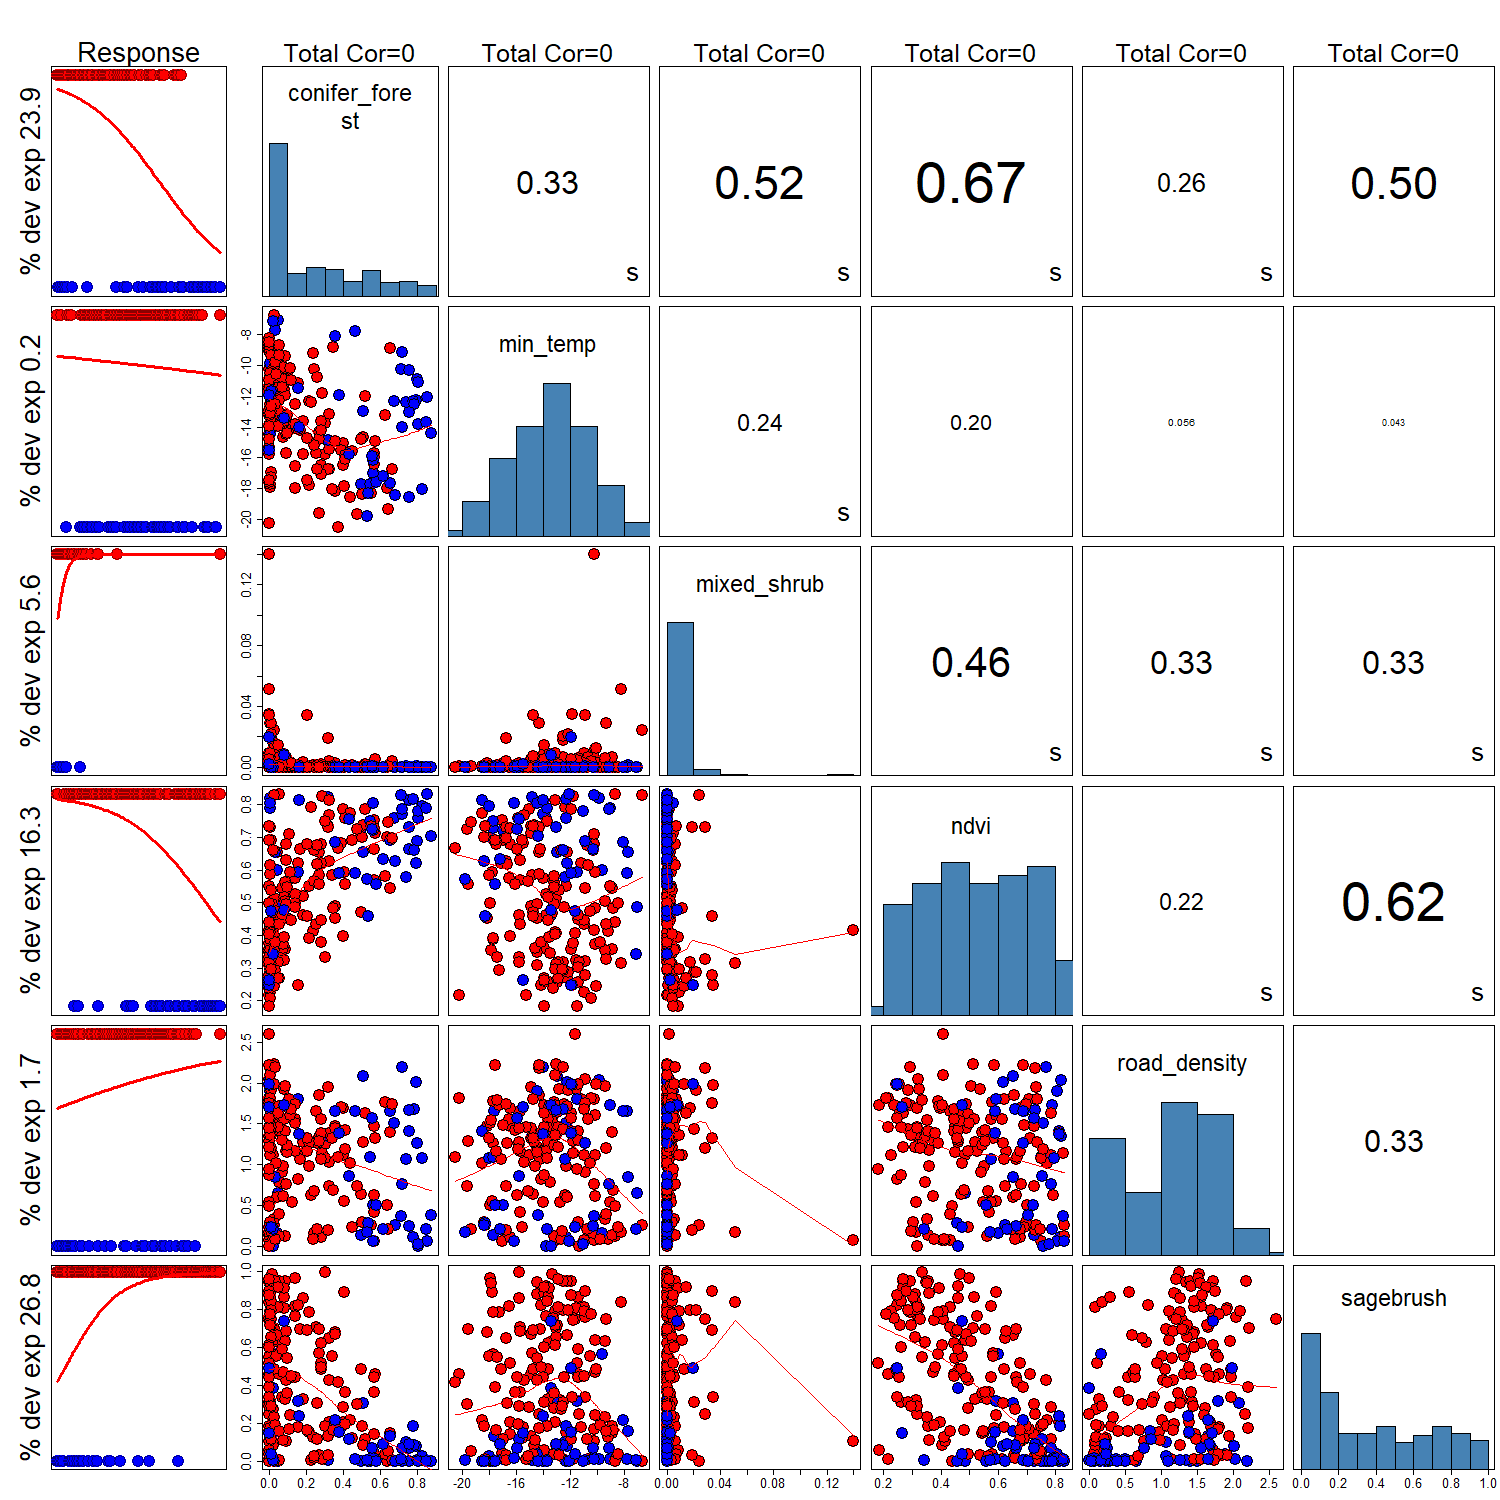 Response
Total Cor=0
Total Cor=0
Total Cor=0
Total Cor=0
Total Cor=0
Total Cor=0
% dev exp 23.9
conifer_fore
st
0.33
s
0.52
s
0.67
s
0.26
s
0.50
% dev exp 0.2
-8
-10
-12
-14
-16
-18
-20
min_temp
0.24
s
0.20
0.056
0.043
% dev exp 5.6
0.12
0.08
0.04
0.00
mixed_shrub
0.46
s
0.33
s
0.33
s
% dev exp 16.3
0.8
0.7
0.6
0.5
0.4
0.3
0.2
ndvi
0.22
s
0.62
s
% dev exp 1.7
2.5
2.0
1.5
1.0
0.5
0.0
road_density
0.33
% dev exp 26.8
1.0
0.8
0.6
0.4
0.2
0.0
sagebrush
0.0 0.2 0.4 0.6 0.8
-20 -16 -12 -8
0.00 0.04 0.08 0.12
0.2 0.4 0.6 0.8
0.0 0.5 1.0 1.5 2.0 2.5
0.0 0.2 0.4 0.6 0.8 1.0